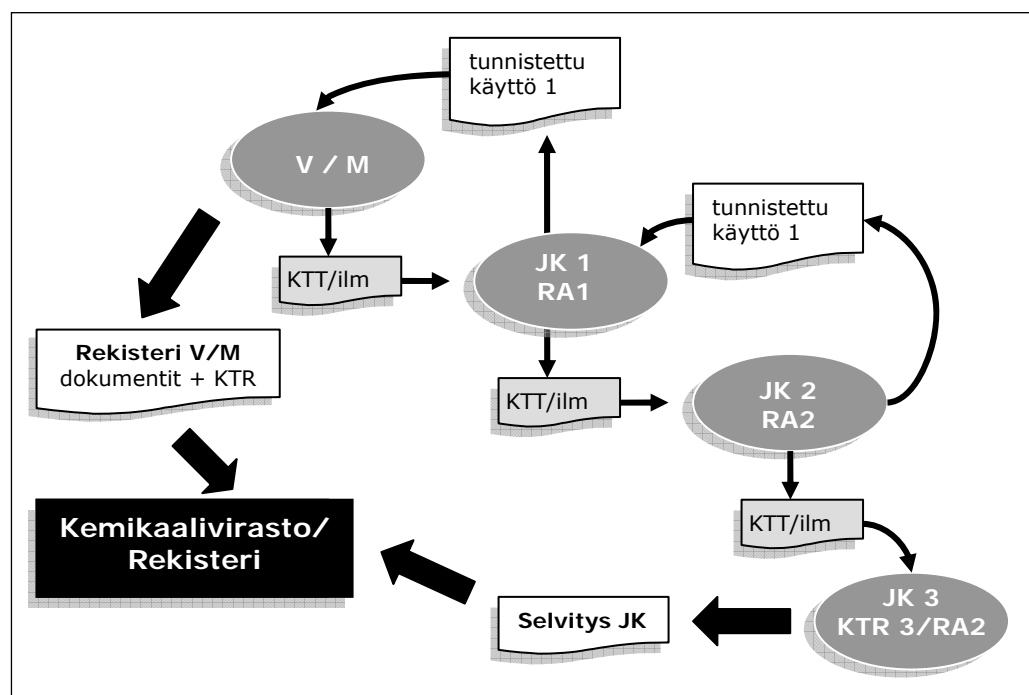 tunnistettu
käyttö 1
V / M
tunnistettu
käyttö 1
KTT/ilm
JK 1
RA1
Rekisteri V/M
dokumentit + KTR
KTT/ilm
JK 2
RA2
Kemikaalivirasto/
Rekisteri
KTT/ilm
Selvitys JK
JK 3
KTR 3/RA2